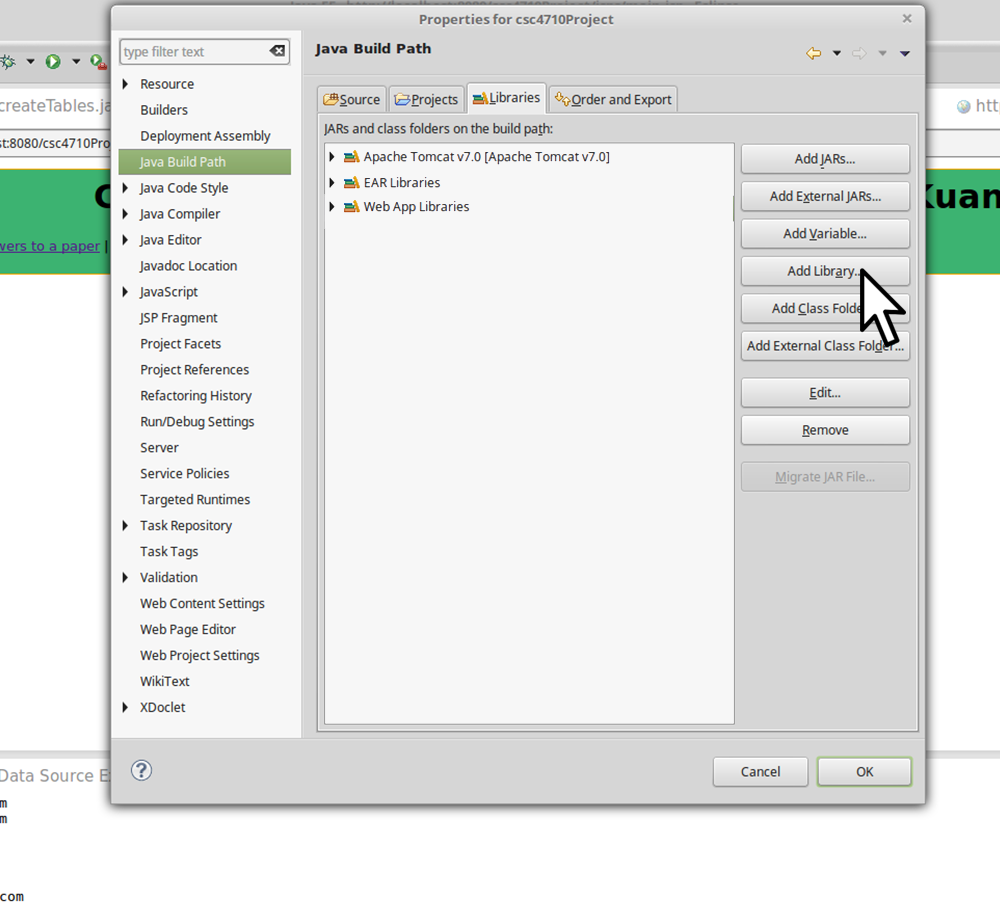 Properties for csc4710Project
type filter text
Java Build Path
Resource
Builders
Deployment Assembly
Java Build Path
Java Code Style
Java Compiler
Java Editor
Javadoc Location
JavaScript
JSP Fragment
Project Facets
Project References
Refactoring History
Run/Debug Settings
Server
Service Policies
Targeted Runtimes
Task Repository
Task Tags
Validation
Web Content Settings
Web Page Editor
Web Project Settings
WikiText
XDoclet
Source Projects Libraries Order and Export
JARs and class folders on the build path:
Apache Tomcat v7.0 [Apache Tomcat v7.0]
EAR Libraries
Web App Libraries
Add JARs...
Add External JARs...
Add Variable...
Add Library...
Add Class Folde
Add External Class Folder...
Edit...
Remove
Migrate JAR File...
?
Cancel OK
createTables.ja
st:8080/csc4710Pro
wers to a paper |
htt
Kuan
Data Source E
m
m
com